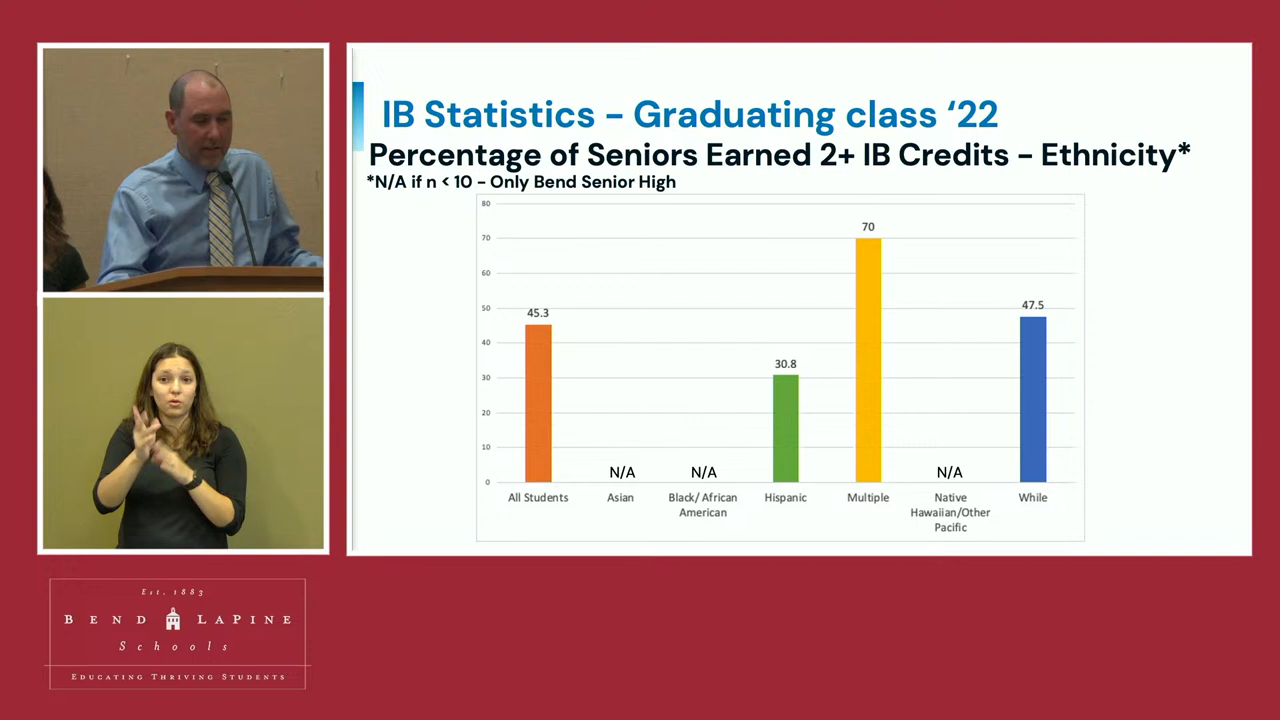 IB Statistics – Graduating class ‘22
Percentage of Seniors Earned 2+ IB Credits – Ethnicity*
*N/A if n < 10 – Only Bend Senior High
80
70
60
50
40
30
20
10
0
45.3
N/A
N/A
30.8
70
N/A
47.5
All Students
Asian
Black/ African
American
Hispanic
Multiple
Native
Hawaiian/Other
Pacific
While
Est. 1883
BEND LAPINE
Schools
EDUCATING THRIVING STUDENTS